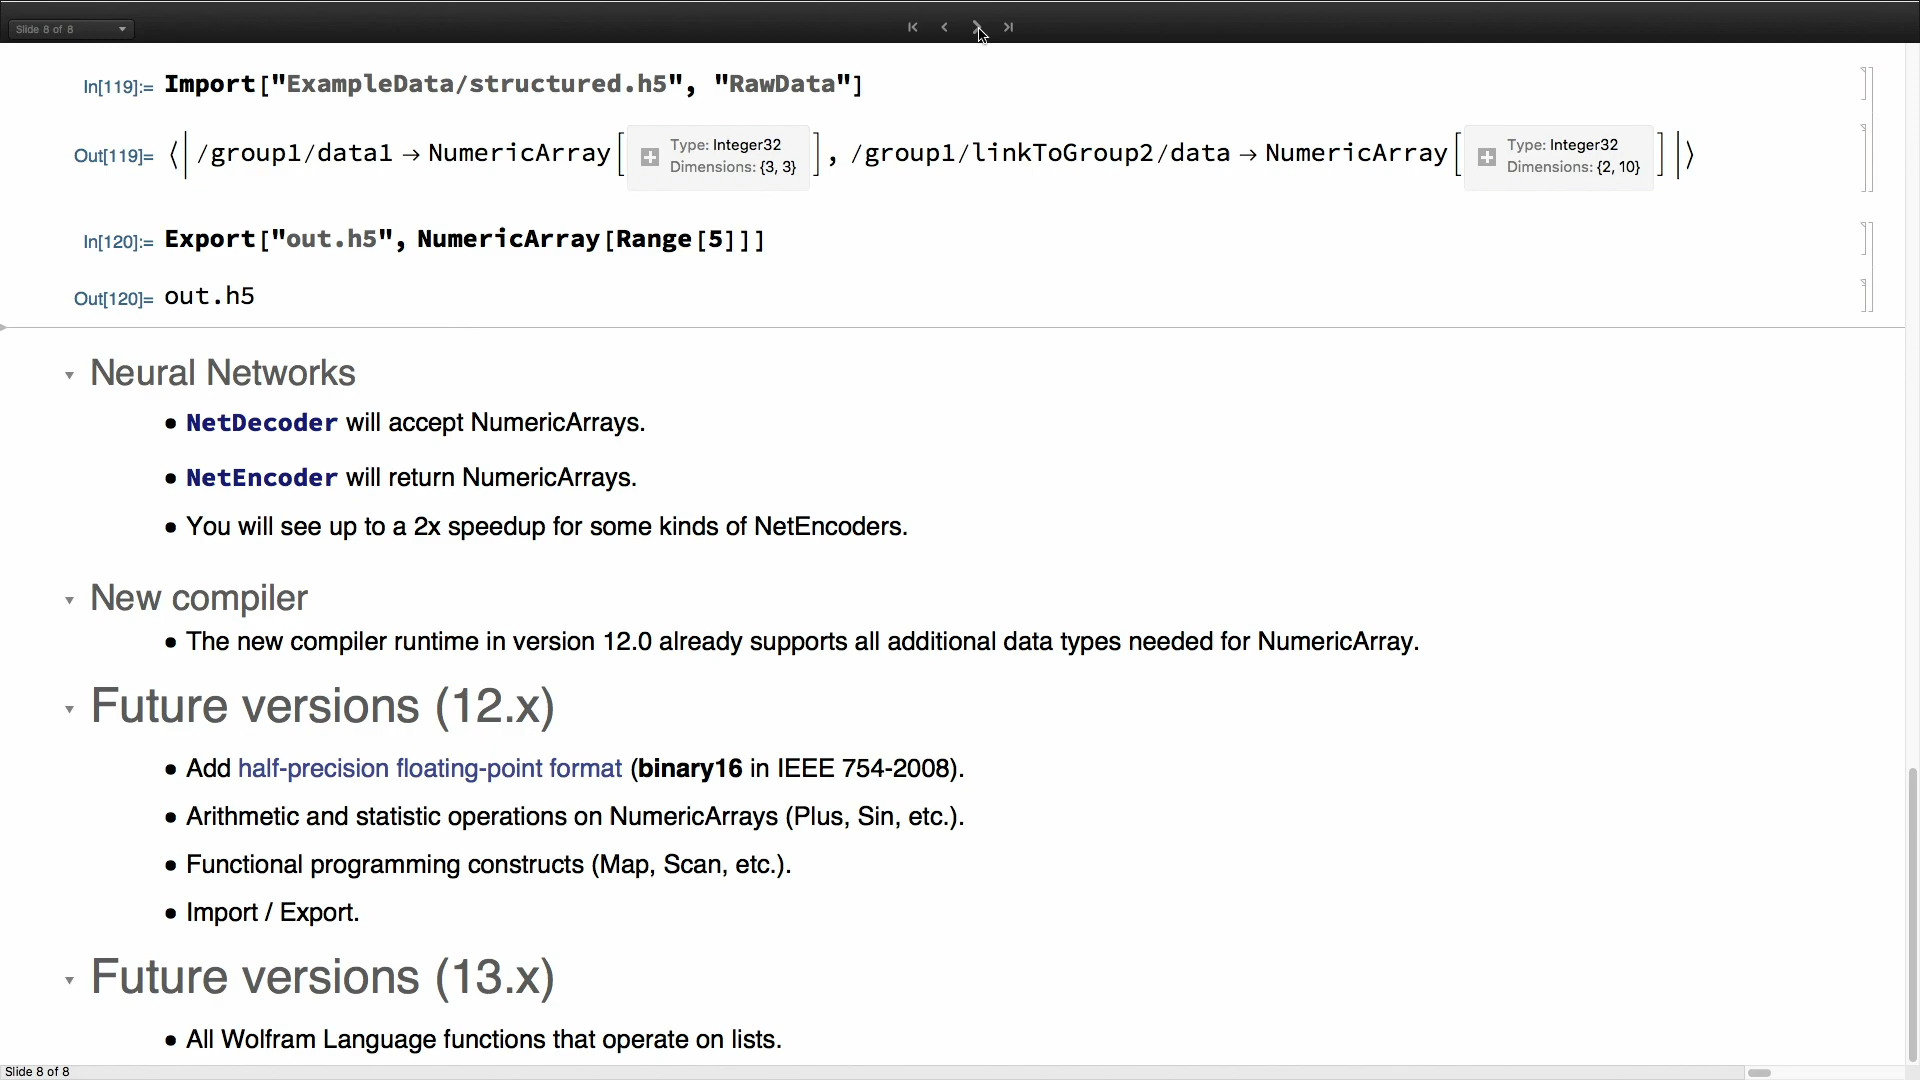 Slide 8 of 8
In[119]:= Import["ExampleData/structured.h5", "RawData"]
Out[119]= ⟨| /group1/data1 → NumericArray[ Type: Integer32 Dimensions: {3, 3} ], /group1/linkToGroup2/data → NumericArray[ Type: Integer32 Dimensions: {2, 10} ] |⟩
In[120]:= Export["out.h5", NumericArray[Range[5]]]
Out[120]= out.h5
Neural Networks
• NetDecoder will accept NumericArrays.
• NetEncoder will return NumericArrays.
• You will see up to a 2x speedup for some kinds of NetEncoders.
New compiler
• The new compiler runtime in version 12.0 already supports all additional data types needed for NumericArray.
Future versions (12.x)
• Add half-precision floating-point format (binary16 in IEEE 754-2008).
• Arithmetic and statistic operations on NumericArrays (Plus, Sin, etc.).
• Functional programming constructs (Map, Scan, etc.).
• Import / Export.
Future versions (13.x)
• All Wolfram Language functions that operate on lists.
Slide 8 of 8